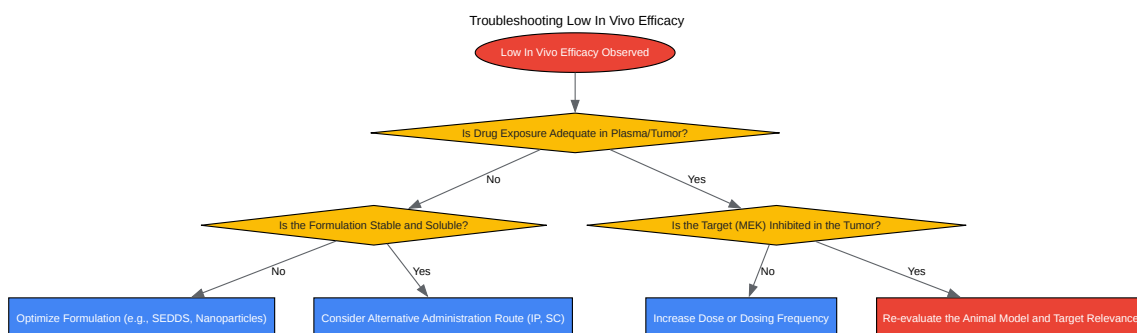 Troubleshooting Low In Vivo Efficacy
Low In Vivo Efficacy Observed
Is Drug Exposure Adequate in Plasma/Tumor?
No
Yes
Is the Formulation Stable and Soluble?
Is the Target (MEK) Inhibited in the Tumor?
No
Yes
No
Yes
Optimize Formulation (e.g., SEDDS, Nanoparticles)
Consider Alternative Administration Route (IP, SC)
Increase Dose or Dosing Frequency
Re-evaluate the Animal Model and Target Relevance